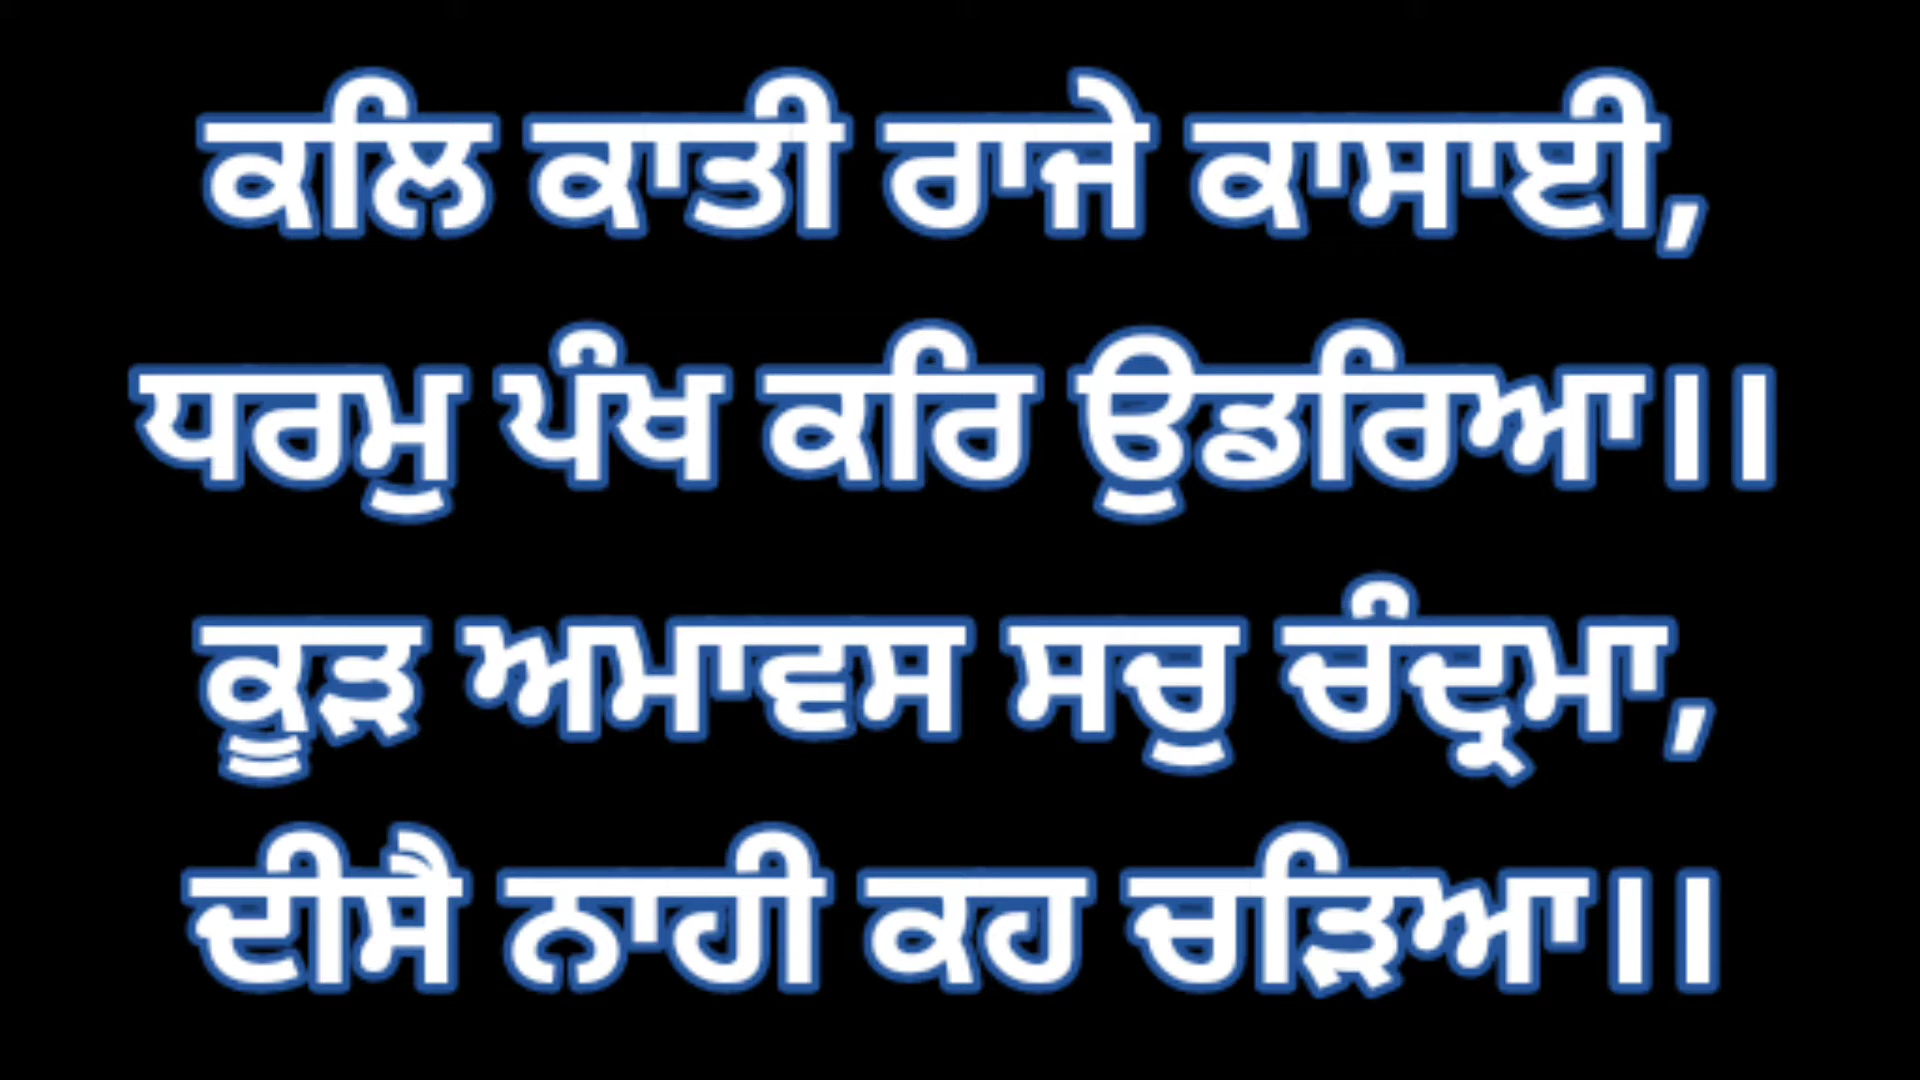 ਕਲਿ ਕਾਤੀ ਰਾਜੇ ਕਾਸਾਈ,
ਧਰਮੁ ਪੰਖ ਕਰਿ ਉਡਰਿਆ।।
ਕੂੜ ਅਮਾਵਸ ਸਚੁ ਚੰਦ੍ਰਮਾ,
ਦੀਸੈ ਨਾਹੀ ਕਹ ਚੜਿਆ।।